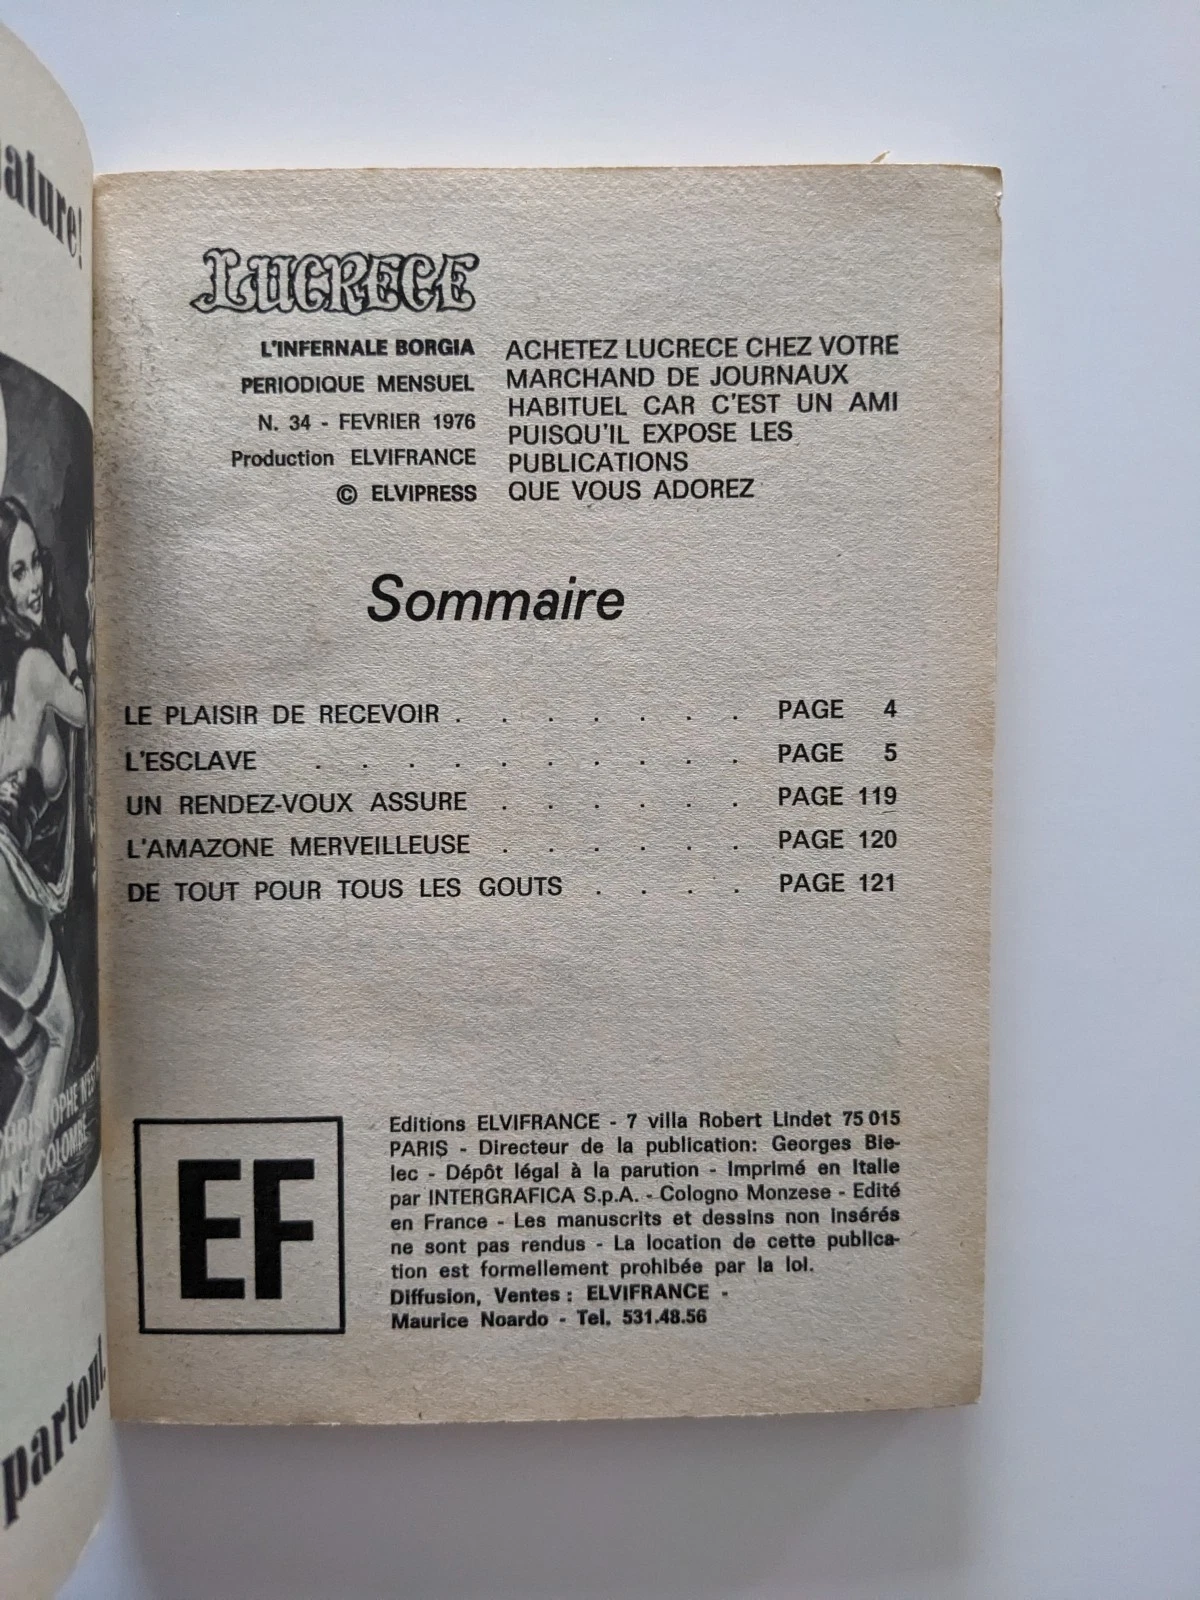 ature!
CHRISTOPHE N'EST
UNE COLOMBE
partout
LUCRECE
L'INFERNALE BORGIA
PERIODIQUE MENSUEL
N. 34 - FEVRIER 1976
Production ELVIFRANCE
© ELVIPRESS
ACHETEZ LUCRECE CHEZ VOTRE
MARCHAND DE JOURNAUX
HABITUEL CAR C'EST UN AMI
PUISQU'IL EXPOSE LES
PUBLICATIONS
QUE VOUS ADOREZ
Sommaire
LE PLAISIR DE RECEVOIR . . . . . . . PAGE 4
L'ESCLAVE . . . . . . . . . . PAGE 5
UN RENDEZ-VOUX ASSURE . . . . . . PAGE 119
L'AMAZONE MERVEILLEUSE . . . . . . PAGE 120
DE TOUT POUR TOUS LES GOUTS . . . . PAGE 121
EF
Editions ELVIFRANCE - 7 villa Robert Lindet 75 015
PARIS - Directeur de la publication: Georges Bie-
lec - Dépôt légal à la parution - Imprimé en Italie
par INTERGRAFICA S.p.A. - Cologno Monzese - Edité
en France - Les manuscrits et dessins non insérés
ne sont pas rendus - La location de cette publica-
tion est formellement prohibée par la loi.
Diffusion, Ventes : ELVIFRANCE -
Maurice Noardo - Tel. 531.48.56